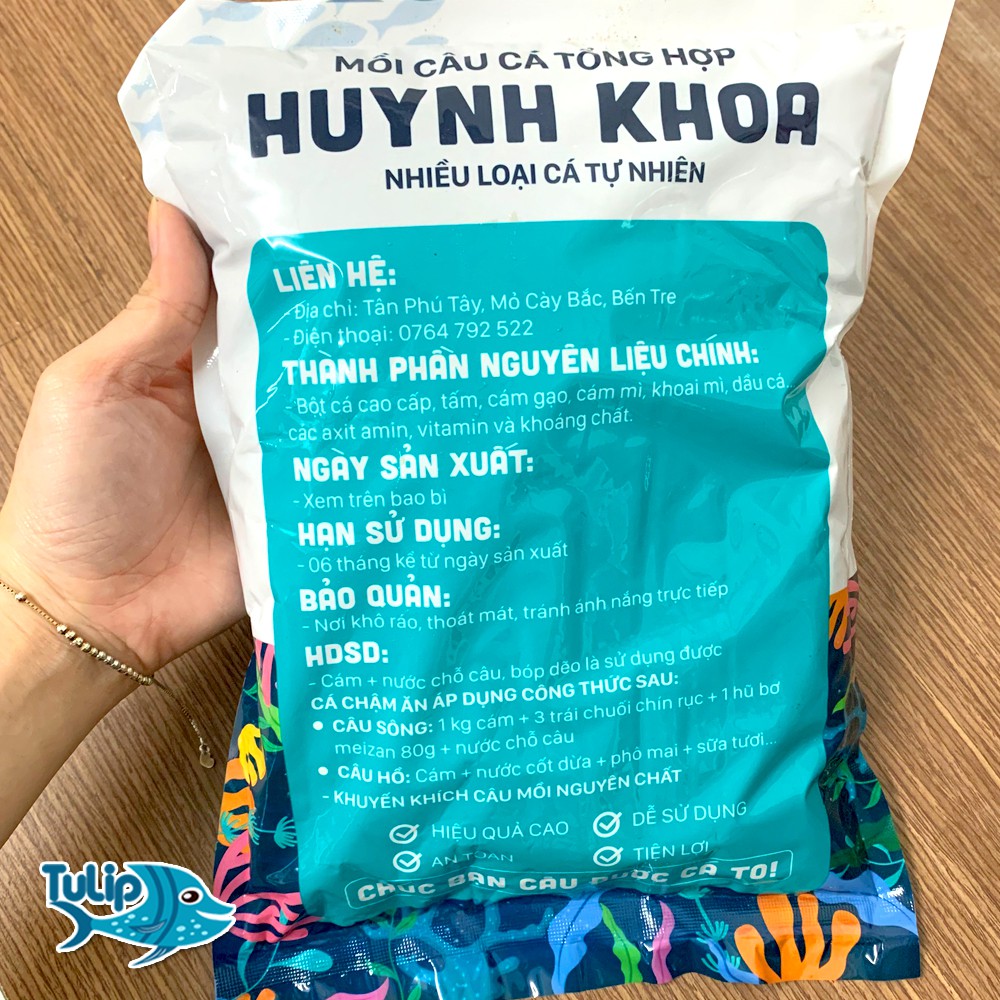 MỒI CÂU CÁ TỔNG HỢP
HUYNH KHOA
NHIỀU LOẠI CÁ TỰ NHIÊN
LIÊN HỆ:
- Địa chỉ: Tân Phú Tây, Mỏ Cày Bắc, Bến Tre
- Điện thoại: 0764 792 522
THÀNH PHẦN NGUYÊN LIỆU CHÍNH:
- Bột cá cao cấp, tấm, cám gạo, cám mì, khoai mì, dầu cá...
các axit amin, vitamin và khoáng chất.
NGÀY SẢN XUẤT:
- Xem trên bao bì
HẠN SỬ DỤNG:
- 06 tháng kể từ ngày sản xuất
BẢO QUẢN:
- Nơi khô ráo, thoát mát, tránh ánh nắng trực tiếp
HDSD:
- Cám + nước chỗ câu, bóp dẻo là sử dụng được
CÁ CHẬM ĂN ÁP DỤNG CÔNG THỨC SAU:
• CÂU SÔNG: 1 kg cám + 3 trái chuối chín rục + 1 hũ bơ
meizan 80g + nước chỗ câu
• CÂU HỒ: Cám + nước cốt dừa + phô mai + sữa tươi...
- KHUYẾN KHÍCH CÂU MỒI NGUYÊN CHẤT
HIỆU QUẢ CAO DỄ SỬ DỤNG
AN TOÀN TIỆN LỢI
CHÚC BẠN CÂU ĐƯỢC CÁ TO!
Tulip